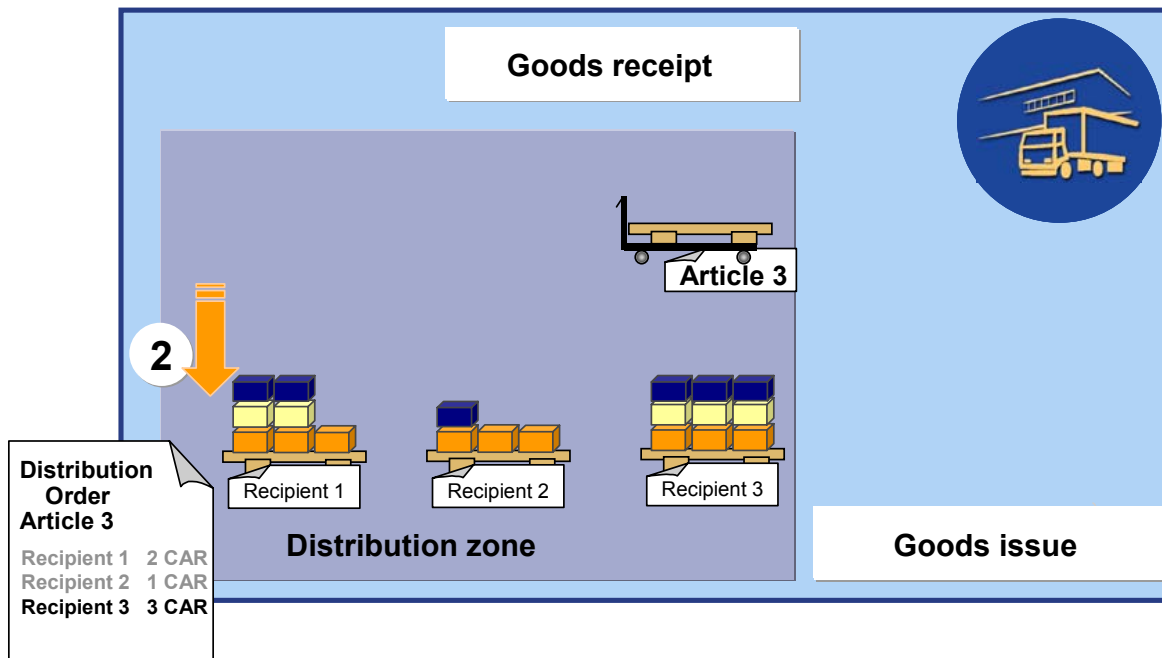 Goods receipt
Article 3
2
Recipient 1
Recipient 2
Recipient 3
Distribution
Order
Article 3
Recipient 1 2 CAR
Recipient 2 1 CAR
Recipient 3 3 CAR
Distribution zone
Goods issue